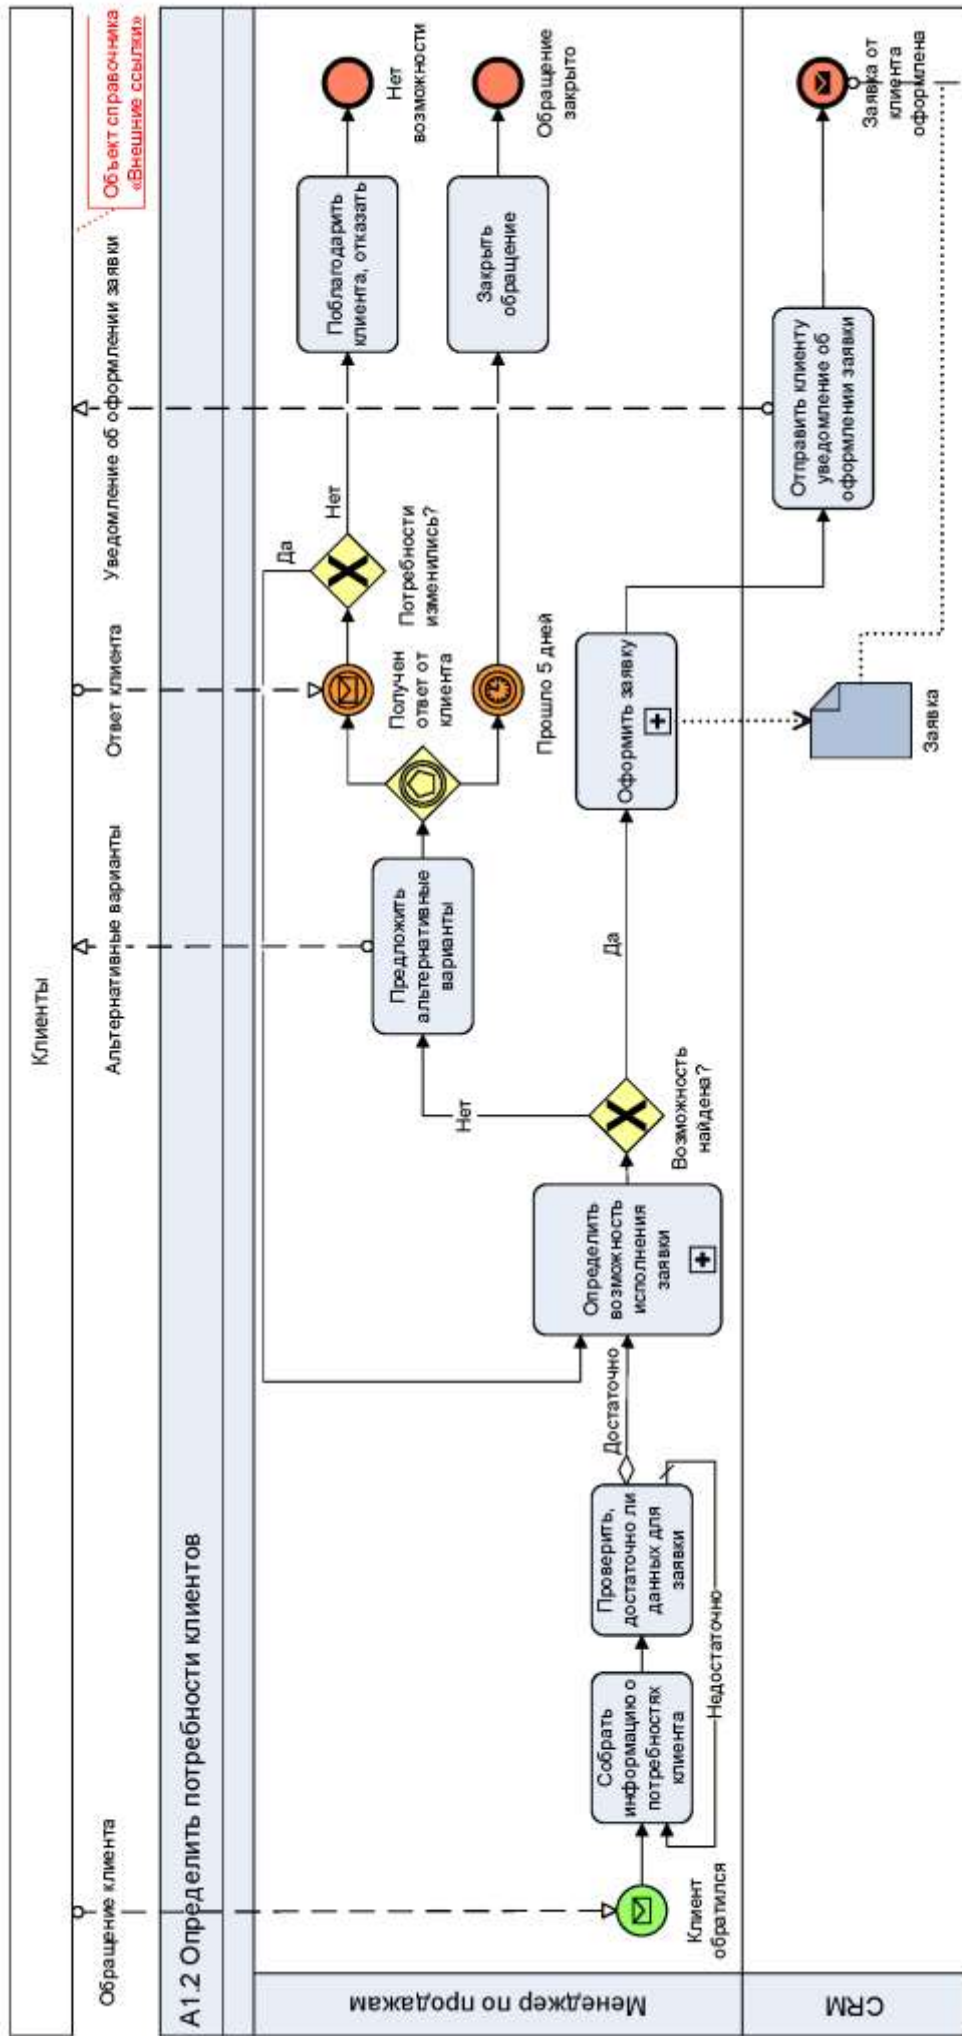 Клиенты
Объект справочника
«Внешние ссылки»
Обращение клиента
Альтернативные варианты
Ответ клиента
Уведомление об оформлении заявки
А1.2 Определить потребности клиентов
Менеджер по продажам
Клиент
обратился
Собрать
информацию о
потребностях
клиента
Проверить,
достаточно ли
данных для
заявки
Недостаточно
Достаточно
Определить
возможность
исполнения
заявки
Возможность
найдена?
Нет
Да
Предложить
альтернативные
варианты
Получен
ответ от
клиента
Прошло 5 дней
Потребности
изменились?
Да
Нет
Поблагодарить
клиента, отказать
Нет
возможности
Закрыть
обращение
Обращение
закрыто
Оформить заявку
CRM
Заявка
Отправить клиенту
уведомление об
оформлении заявки
Заявка от
клиента
оформлена